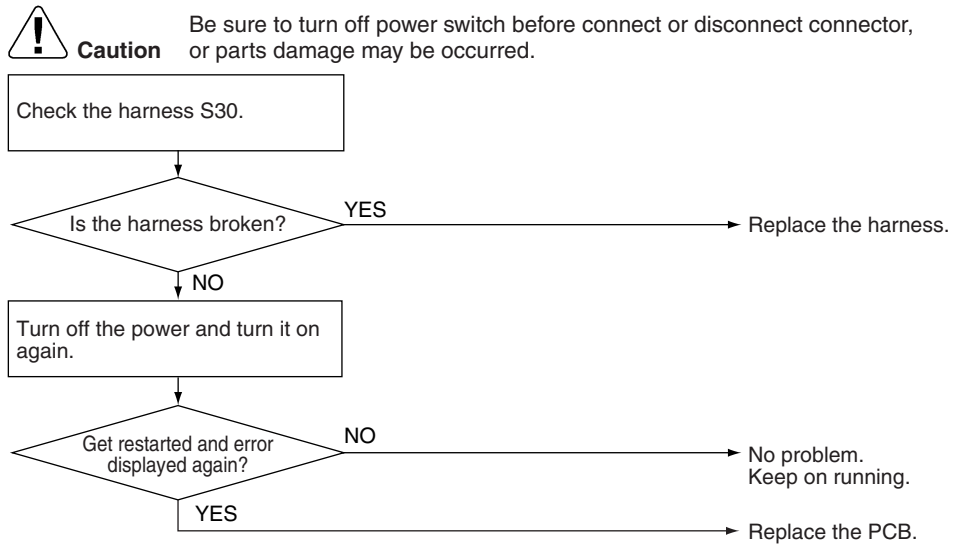 Be sure to turn off power switch before connect or disconnect connector,
! Caution or parts damage may be occurred.
Check the harness S30.
Is the harness broken?
YES
Replace the harness.
NO
Turn off the power and turn it on
again.
Get restarted and error
displayed again?
NO
No problem.
Keep on running.
YES
Replace the PCB.